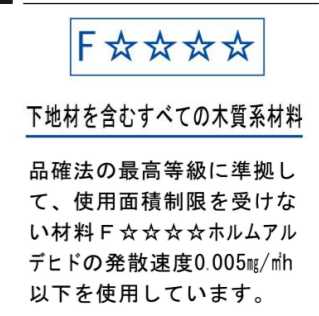 F☆☆☆☆
下地材を含むすべての木質系材料
品確法の最高等級に準拠し
て、使用面積制限を受けな
い材料F☆☆☆☆ホルムアル
デヒドの発散速度0.005㎎/㎡h
以下を使用しています。